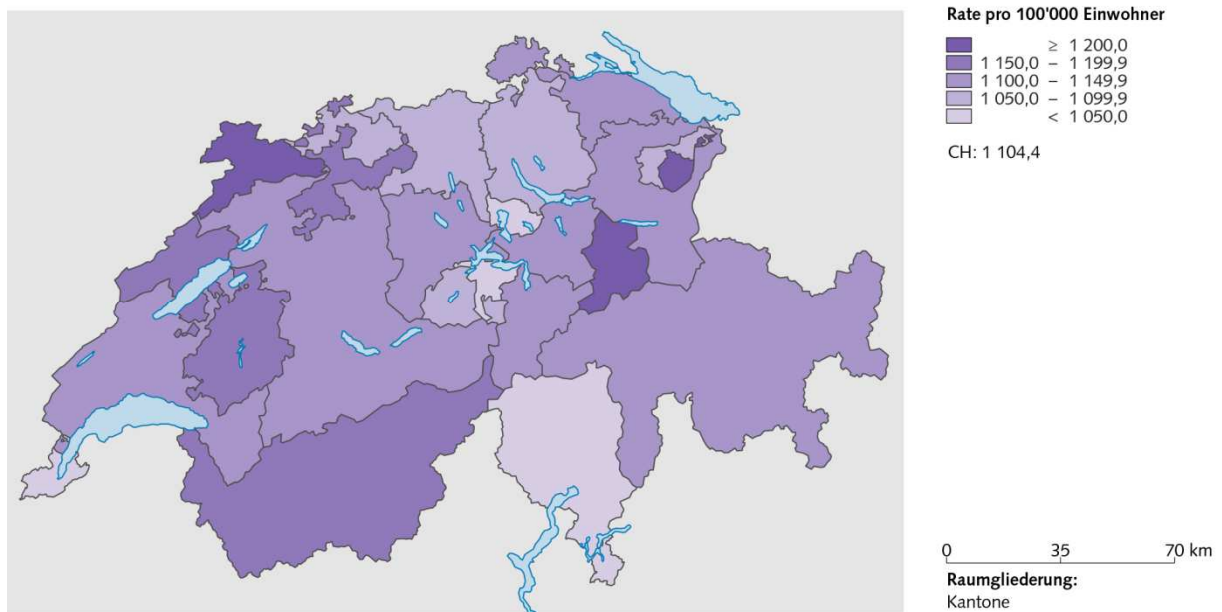 Rate pro 100'000 Einwohner
≥ 1 200,0
1 150,0 – 1 199,9
1 100,0 – 1 149,9
1 050,0 – 1 099,9
< 1 050,0
CH: 1 104,4
0 35 70 km
Raumgliederung:
Kantone